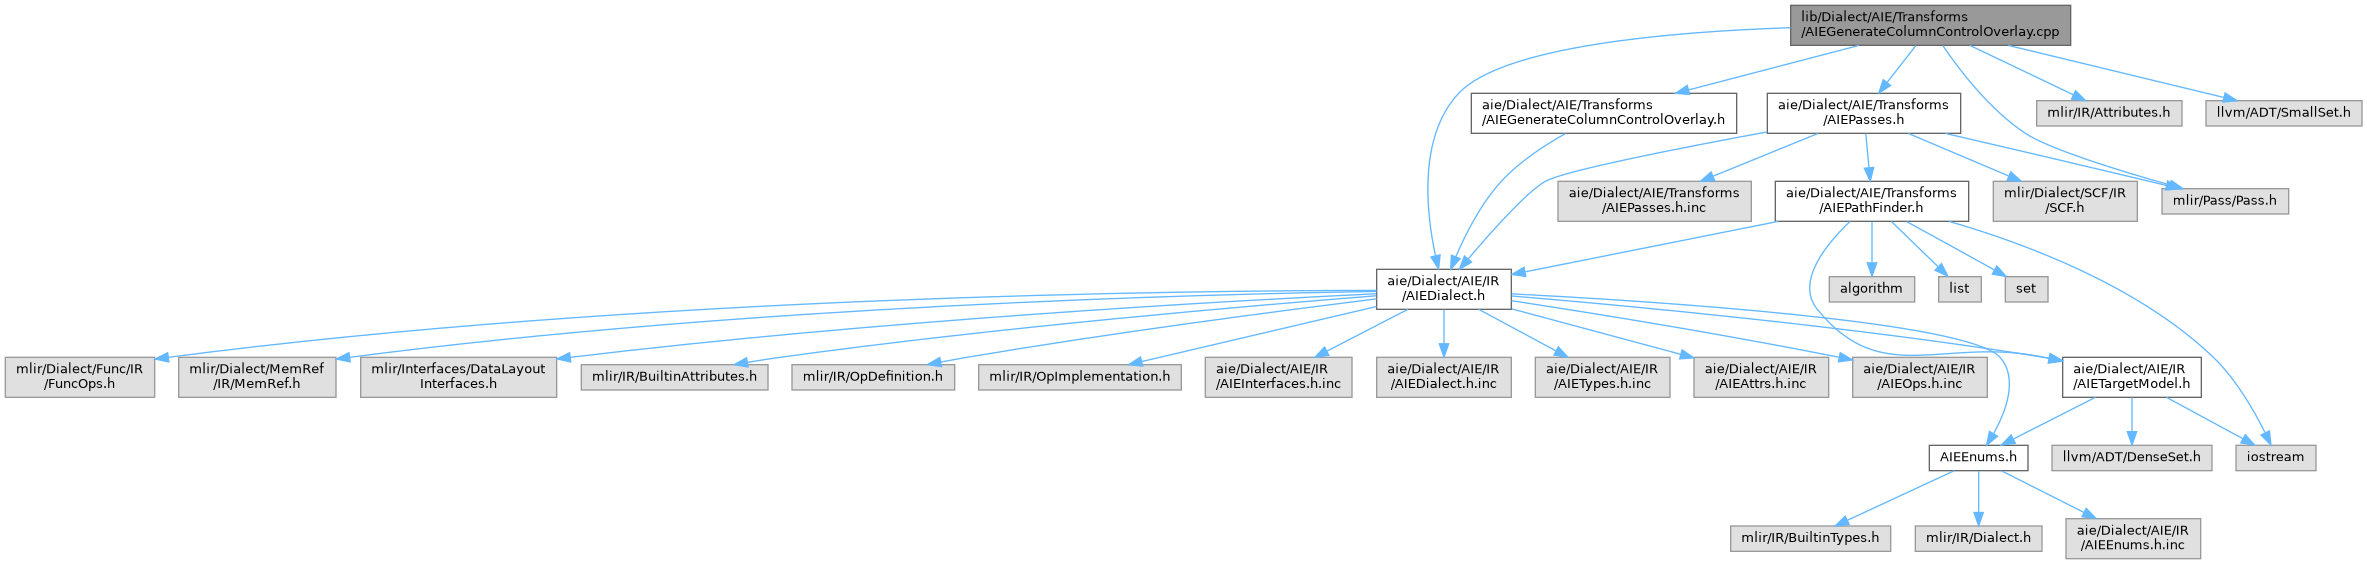 lib/Dialect/AIE/Transforms
/AIEGenerateColumnControlOverlay.cpp
aie/Dialect/AIE/Transforms
/AIEGenerateColumnControlOverlay.h
aie/Dialect/AIE/Transforms
/AIEPasses.h
mlir/IR/Attributes.h
llvm/ADT/SmallSet.h
aie/Dialect/AIE/Transforms
/AIEPasses.h.inc
aie/Dialect/AIE/Transforms
/AIEPathFinder.h
mlir/Dialect/SCF/IR
/SCF.h
mlir/Pass/Pass.h
aie/Dialect/AIE/IR
/AIEDialect.h
algorithm
list
set
mlir/Dialect/Func/IR
/FuncOps.h
mlir/Dialect/MemRef
/IR/MemRef.h
mlir/Interfaces/DataLayout
Interfaces.h
mlir/IR/BuiltinAttributes.h
mlir/IR/OpDefinition.h
mlir/IR/OpImplementation.h
aie/Dialect/AIE/IR
/AIEInterfaces.h.inc
aie/Dialect/AIE/IR
/AIEDialect.h.inc
aie/Dialect/AIE/IR
/AIETypes.h.inc
aie/Dialect/AIE/IR
/AIEAttrs.h.inc
aie/Dialect/AIE/IR
/AIEOps.h.inc
aie/Dialect/AIE/IR
/AIETargetModel.h
AIEEnums.h
llvm/ADT/DenseSet.h
iostream
mlir/IR/BuiltinTypes.h
mlir/IR/Dialect.h
aie/Dialect/AIE/IR
/AIEEnums.h.inc